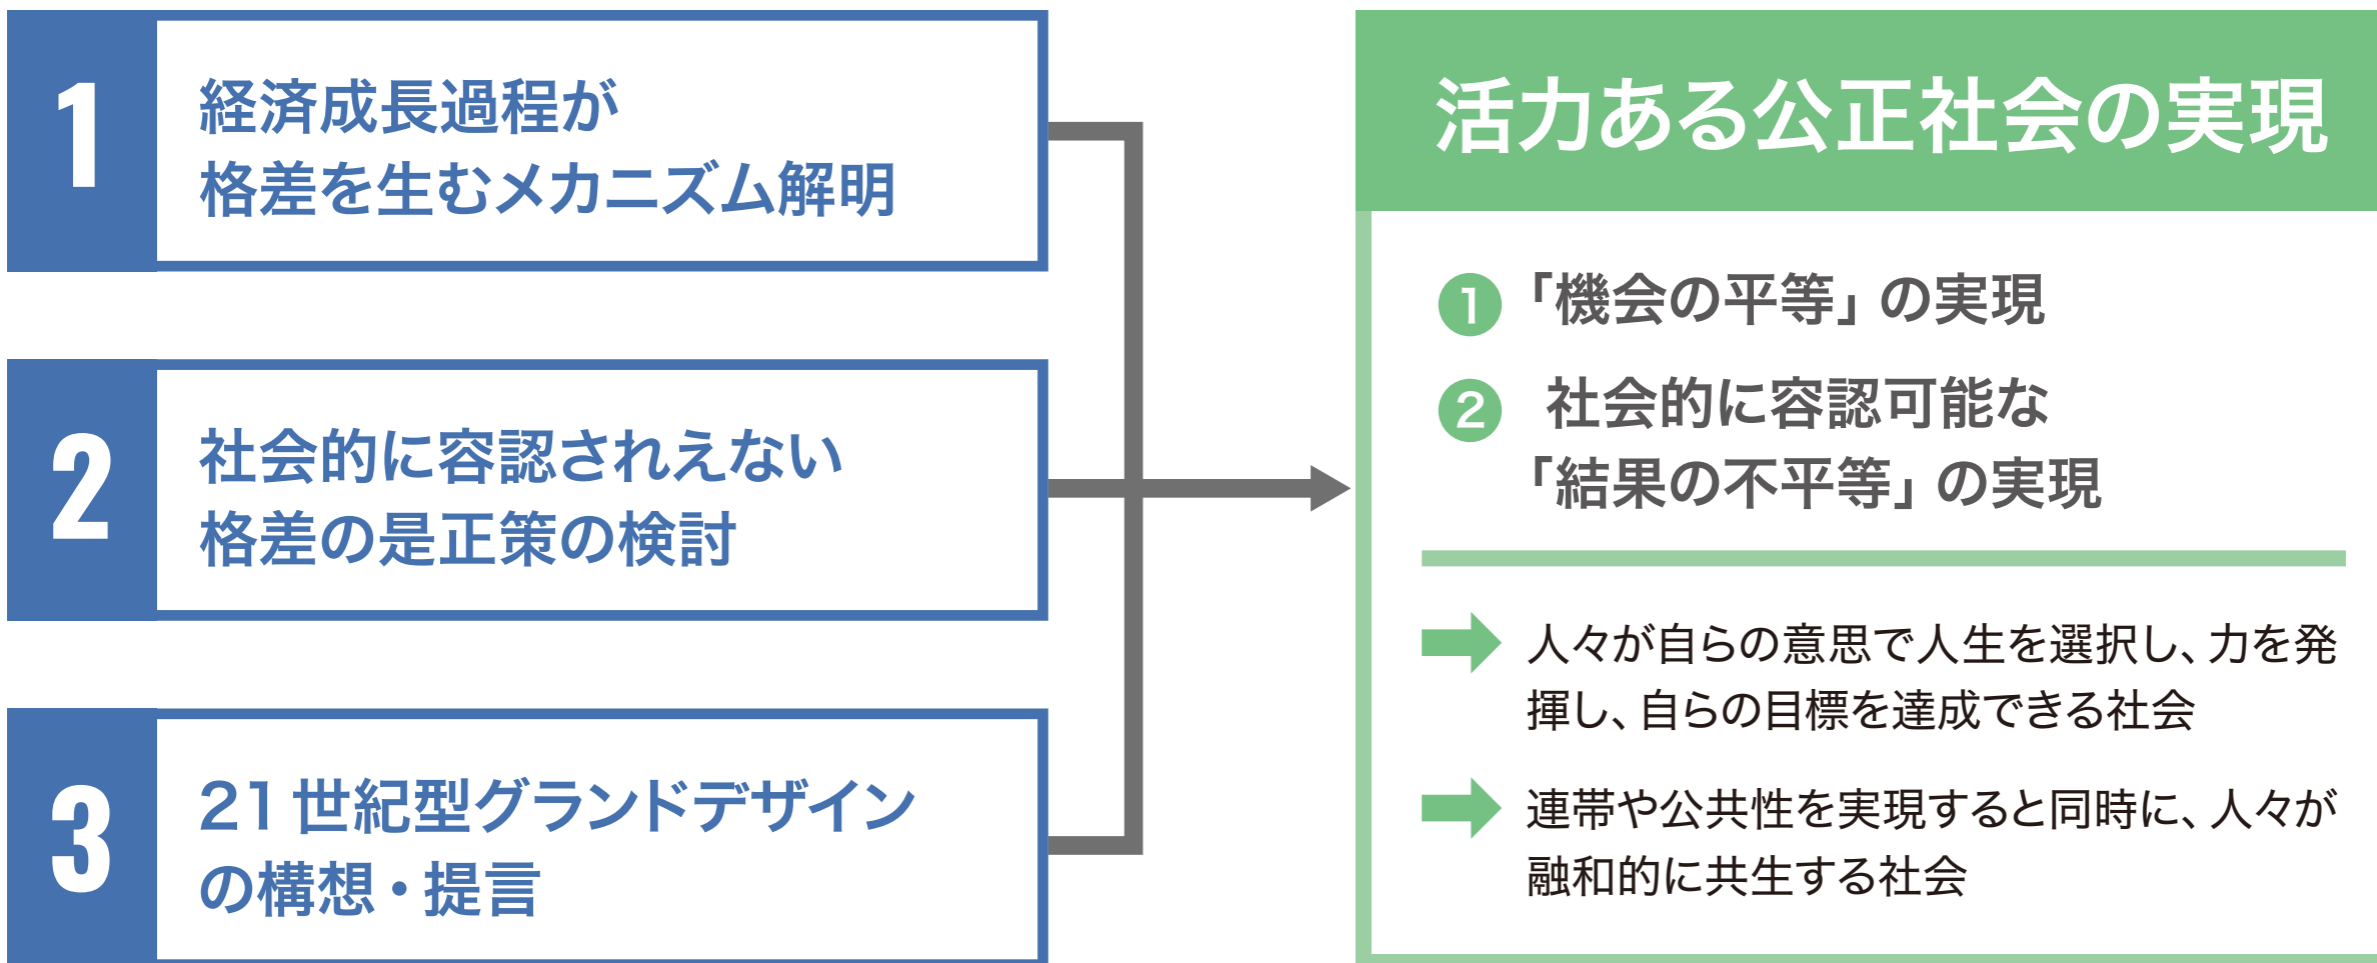 1
経済成長過程が
格差を生むメカニズム解明
2
社会的に容認されえない
格差の是正策の検討
3
21世紀型グランドデザイン
の構想・提言
活力ある公正社会の実現
1 「機会の平等」の実現
2 社会的に容認可能な
「結果の不平等」の実現
人々が自らの意思で人生を選択し、力を発
揮し、自らの目標を達成できる社会
連帯や公共性を実現すると同時に、人々が
融和的に共生する社会